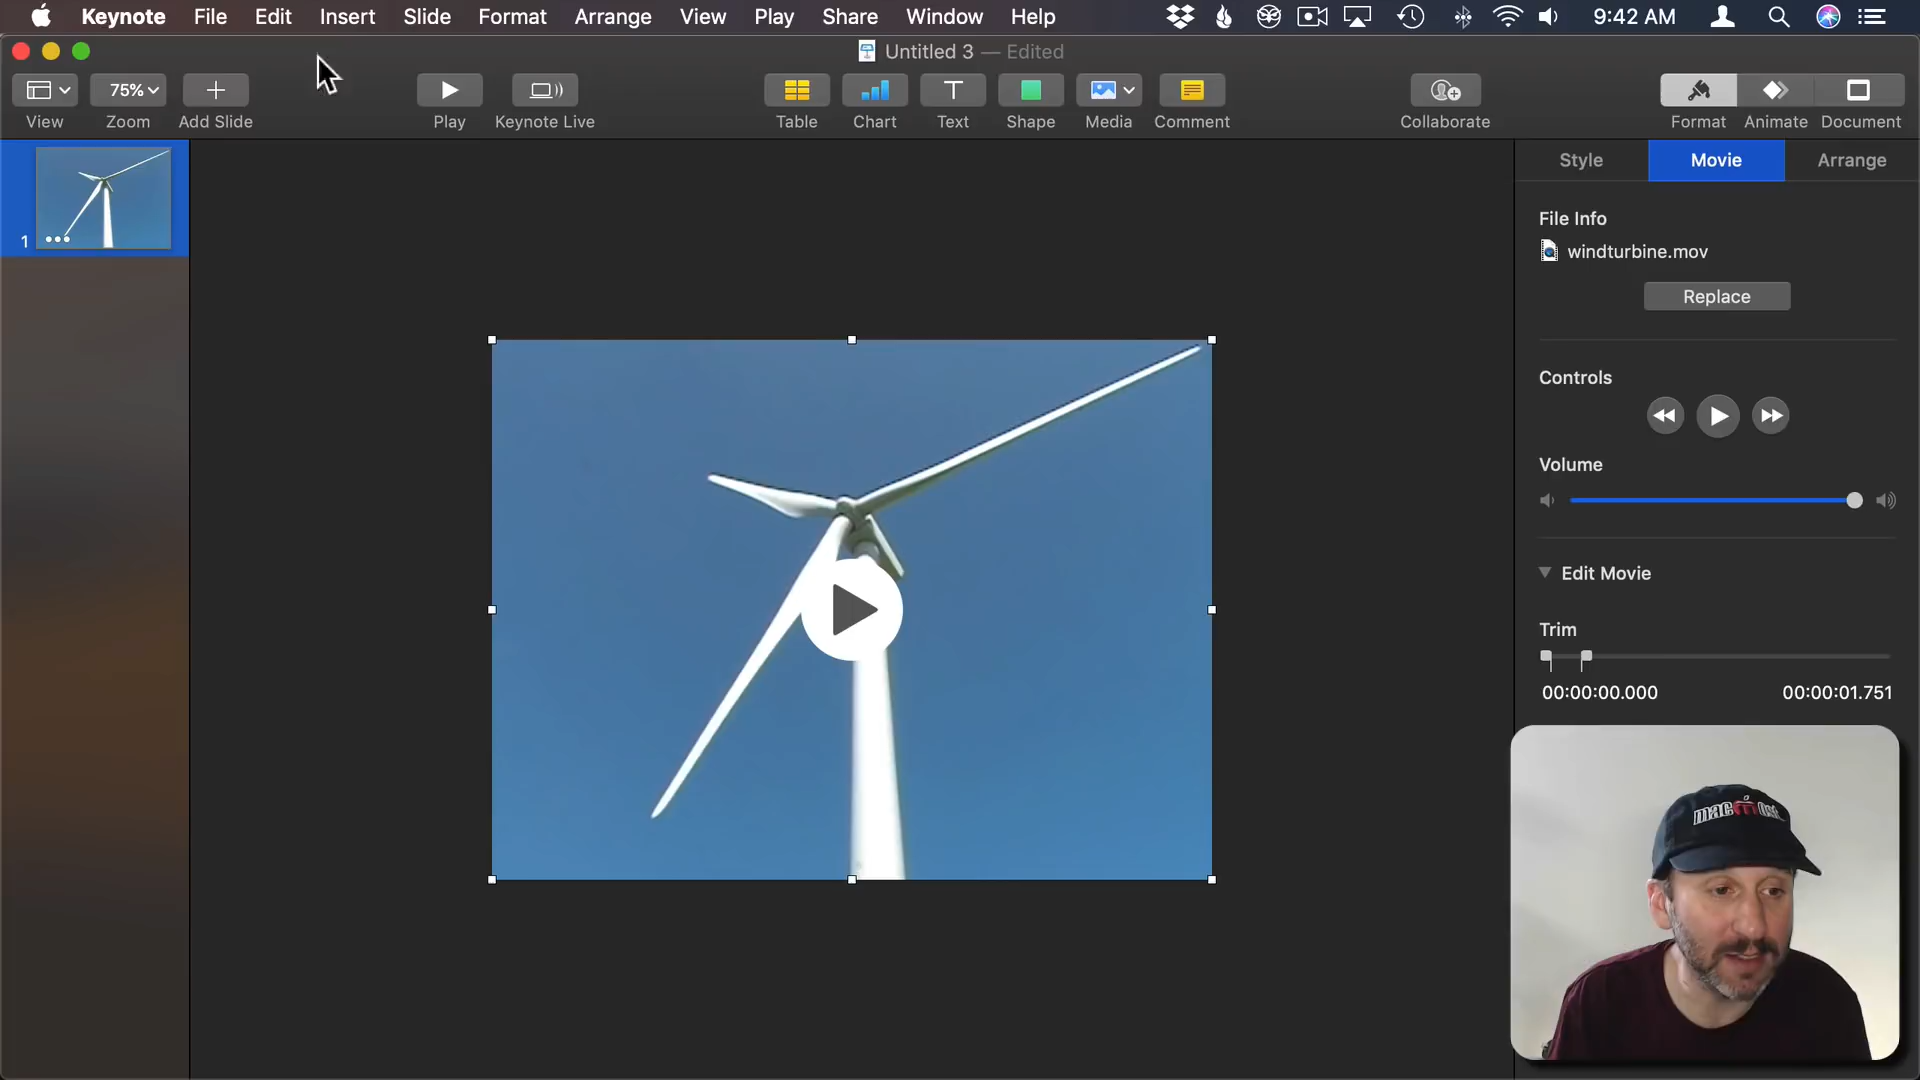 Keynote File Edit Insert Slide Format Arrange View Play Share Window Help 9:42 AM
Untitled 3 — Edited
75%
View Zoom Add Slide Play Keynote Live Table Chart Text Shape Media Comment Collaborate Format Animate Document
Style Movie Arrange
File Info
windturbine.mov
Replace
Controls
Volume
Edit Movie
Trim
00:00:00.000 00:00:01.751
1